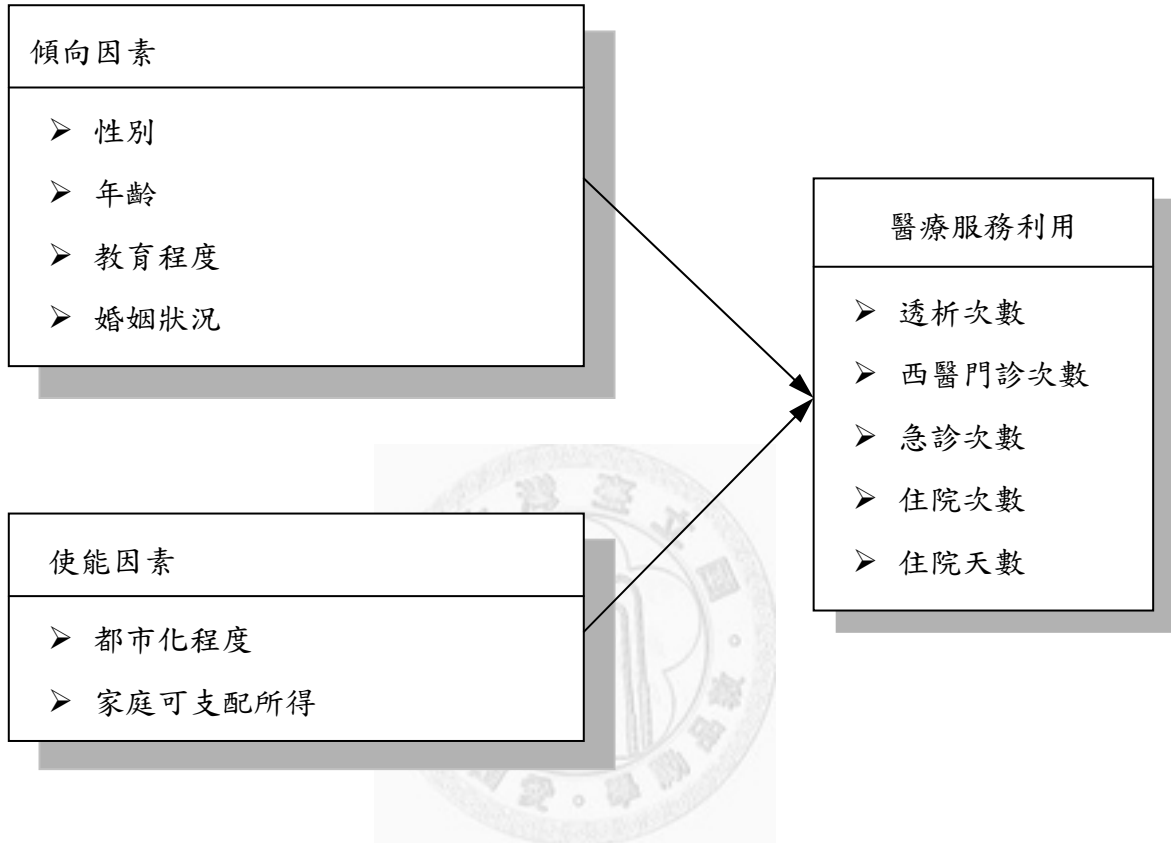 傾向因素
➢ 性別
➢ 年齡
➢ 教育程度
➢ 婚姻狀況
使能因素
➢ 都市化程度
➢ 家庭可支配所得
醫療服務利用
➢ 透析次數
➢ 西醫門診次數
➢ 急診次數
➢ 住院次數
➢ 住院天數